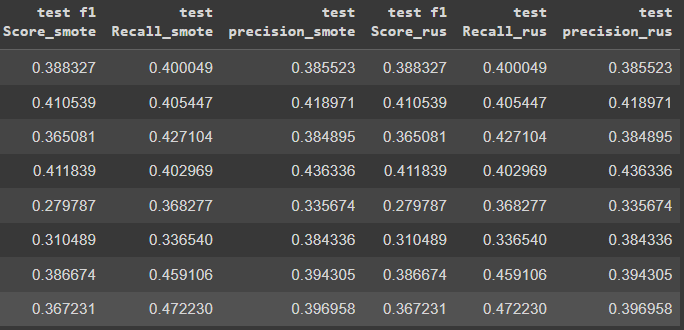 test f1 test test test f1 test test
Score_smote Recall_smote precision_smote Score_rus Recall_rus precision_rus
0.388327 0.400049 0.385523 0.388327 0.400049 0.385523
0.410539 0.405447 0.418971 0.410539 0.405447 0.418971
0.365081 0.427104 0.384895 0.365081 0.427104 0.384895
0.411839 0.402969 0.436336 0.411839 0.402969 0.436336
0.279787 0.368277 0.335674 0.279787 0.368277 0.335674
0.310489 0.336540 0.384336 0.310489 0.336540 0.384336
0.386674 0.459106 0.394305 0.386674 0.459106 0.394305
0.367231 0.472230 0.396958 0.367231 0.472230 0.396958